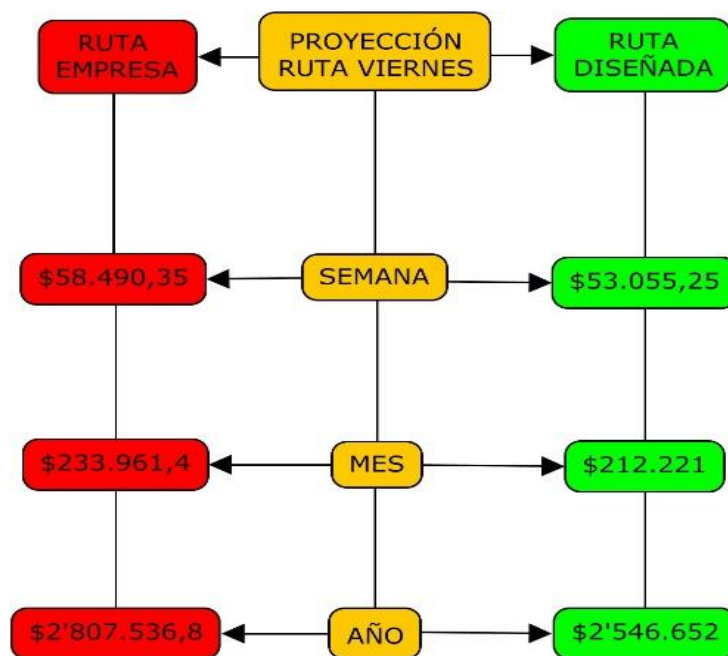 RUTA
EMPRESA
PROYECCIÓN
RUTA VIERNES
RUTA
DISEÑADA
$58.490,35
SEMANA
$53.055,25
$233.961,4
MES
$212.221
$2'807.536,8
AÑO
$2'546.652